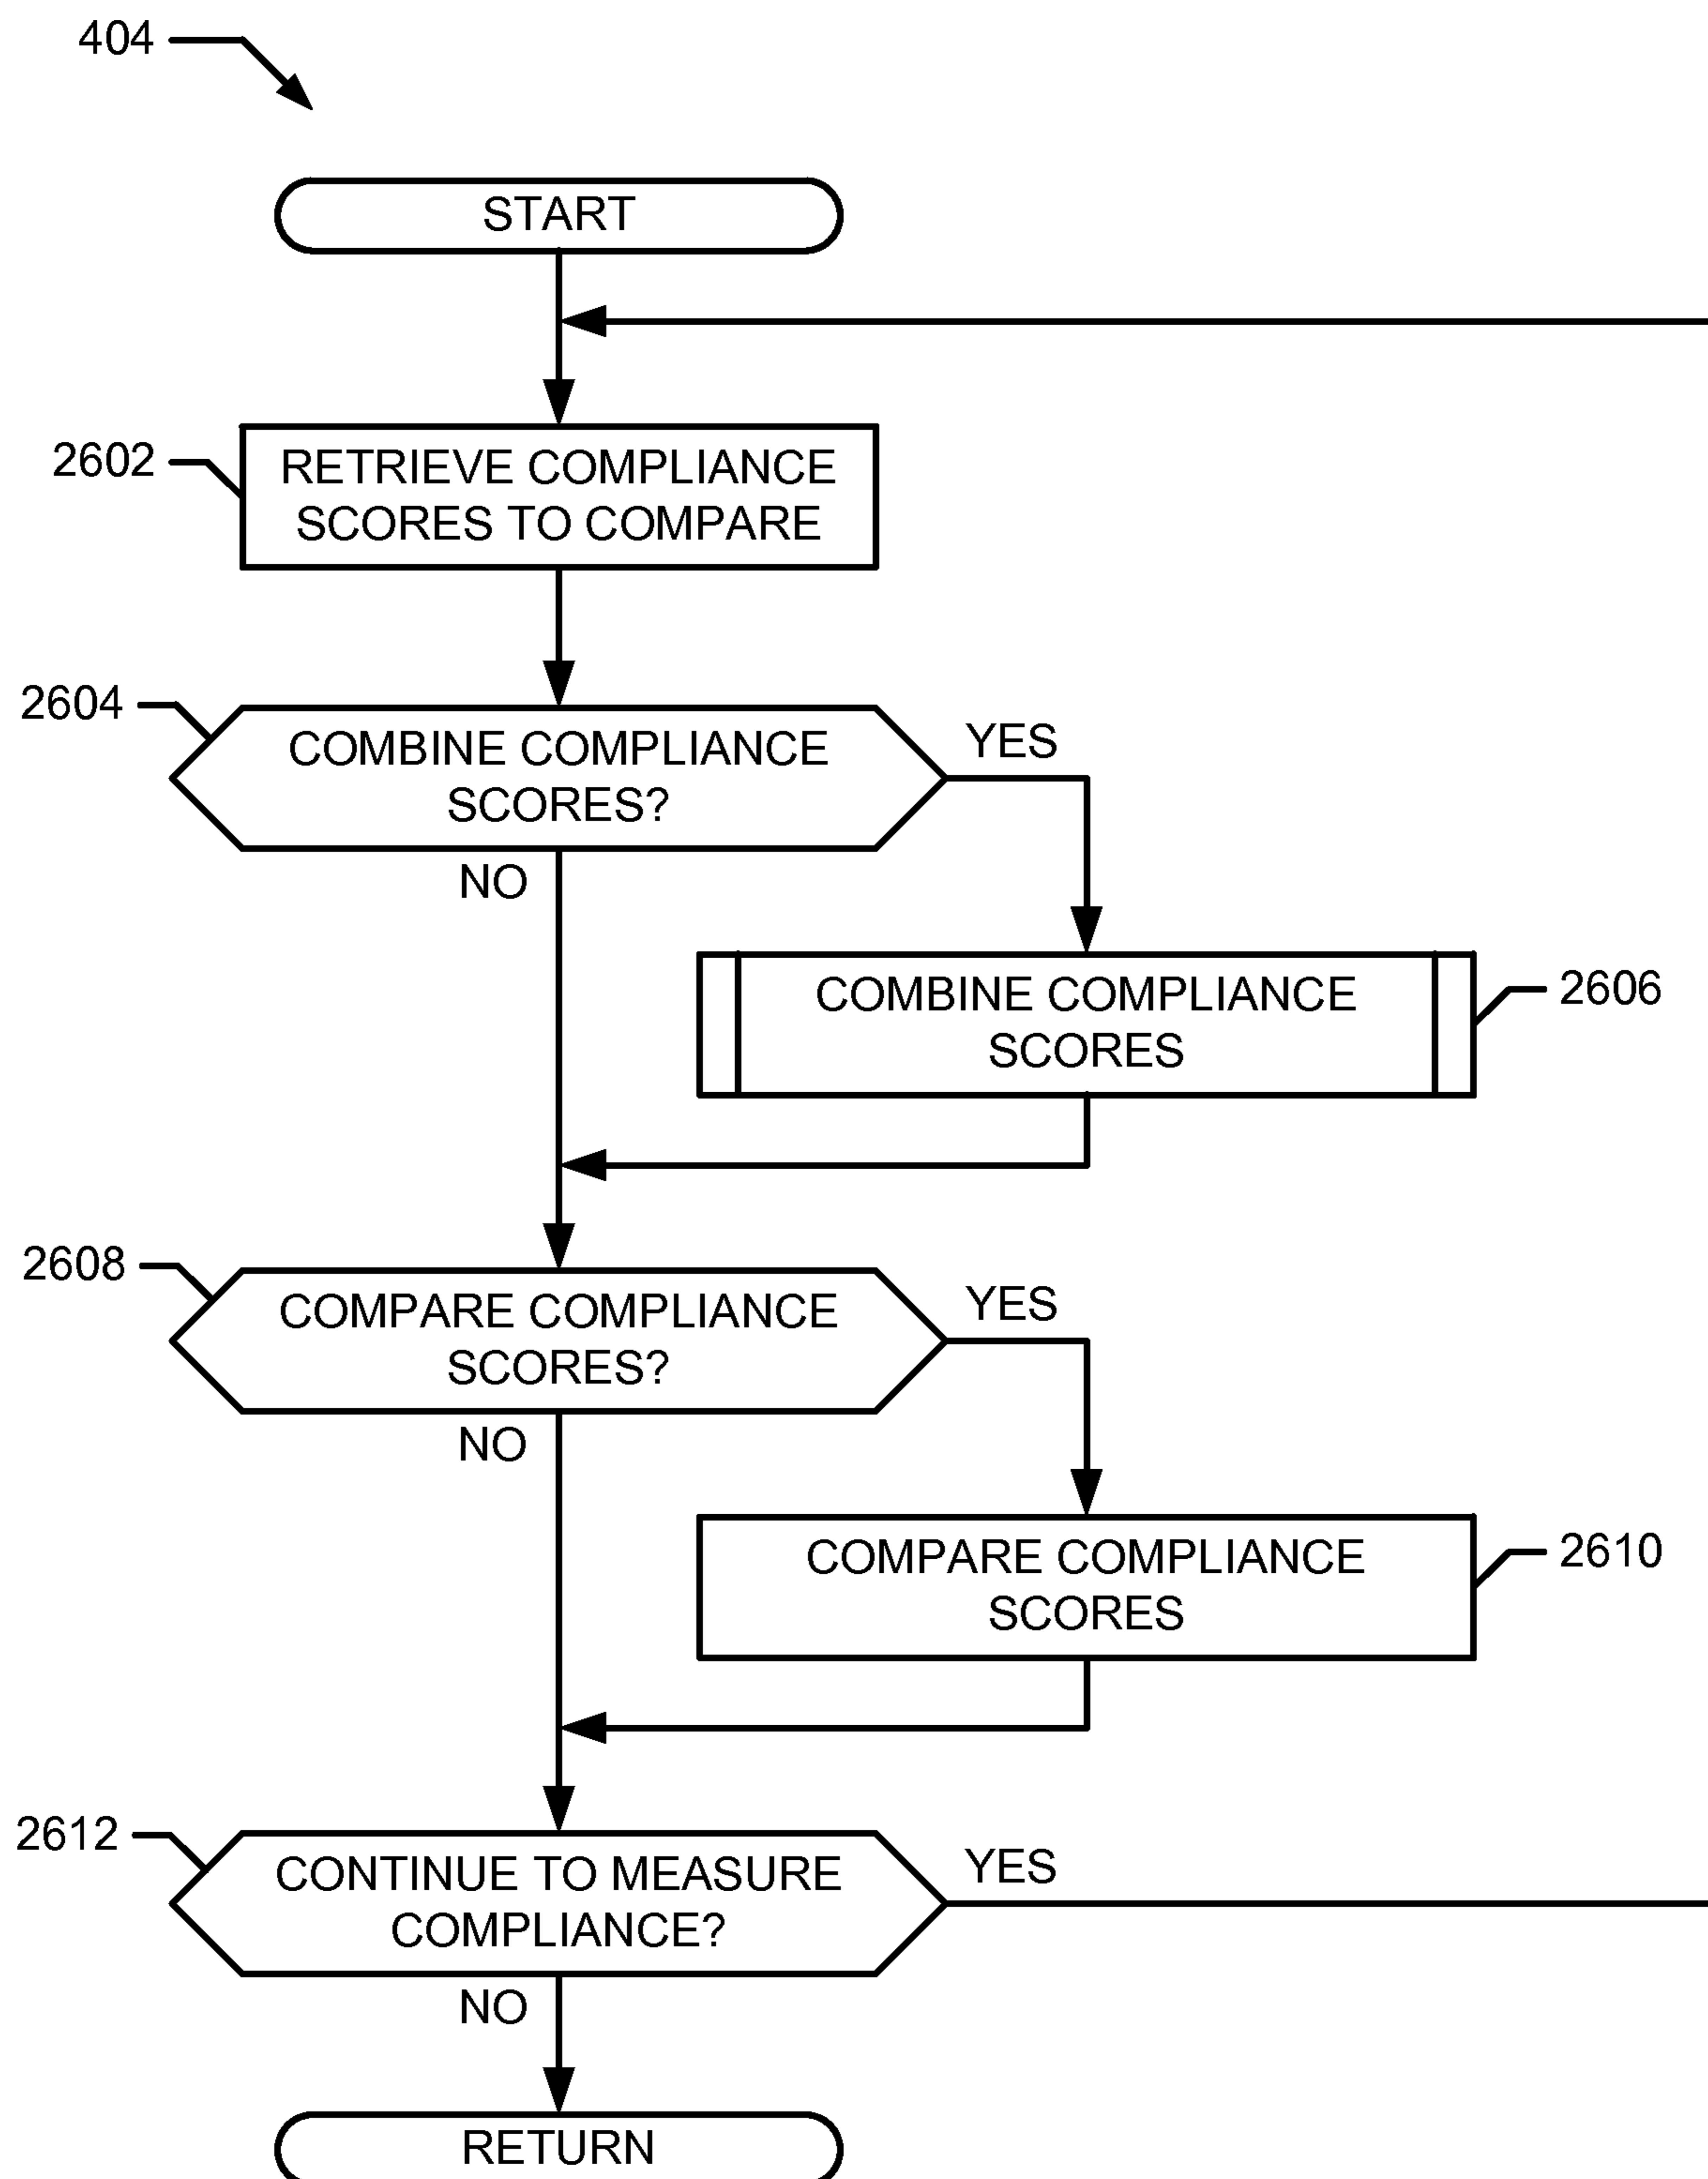 404
START
2602
RETRIEVE COMPLIANCE
SCORES TO COMPARE
2604
COMBINE COMPLIANCE
SCORES?
YES
NO
COMBINE COMPLIANCE
SCORES
2606
2608
COMPARE COMPLIANCE
SCORES?
YES
NO
COMPARE COMPLIANCE
SCORES
2610
2612
CONTINUE TO MEASURE
COMPLIANCE?
YES
NO
RETURN